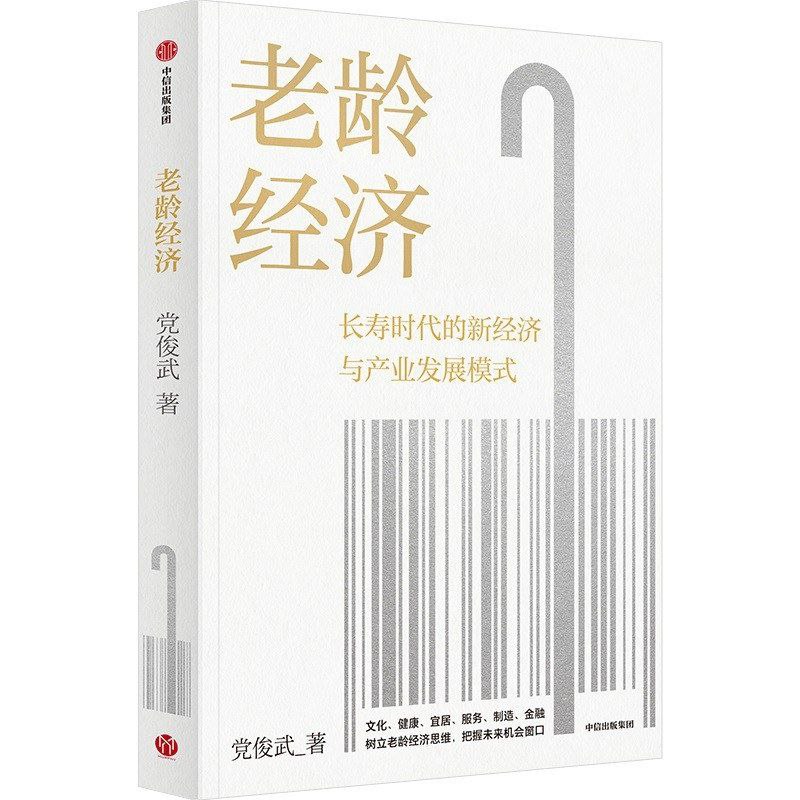 中信出版集团
老龄经济
党俊武 著
MURPHY
老龄
经济
长寿时代的新经济
与产业发展模式
文化、健康、宜居、服务、制造、金融
树立老龄经济思维，把握未来机会窗口
党俊武_著
中信出版集团